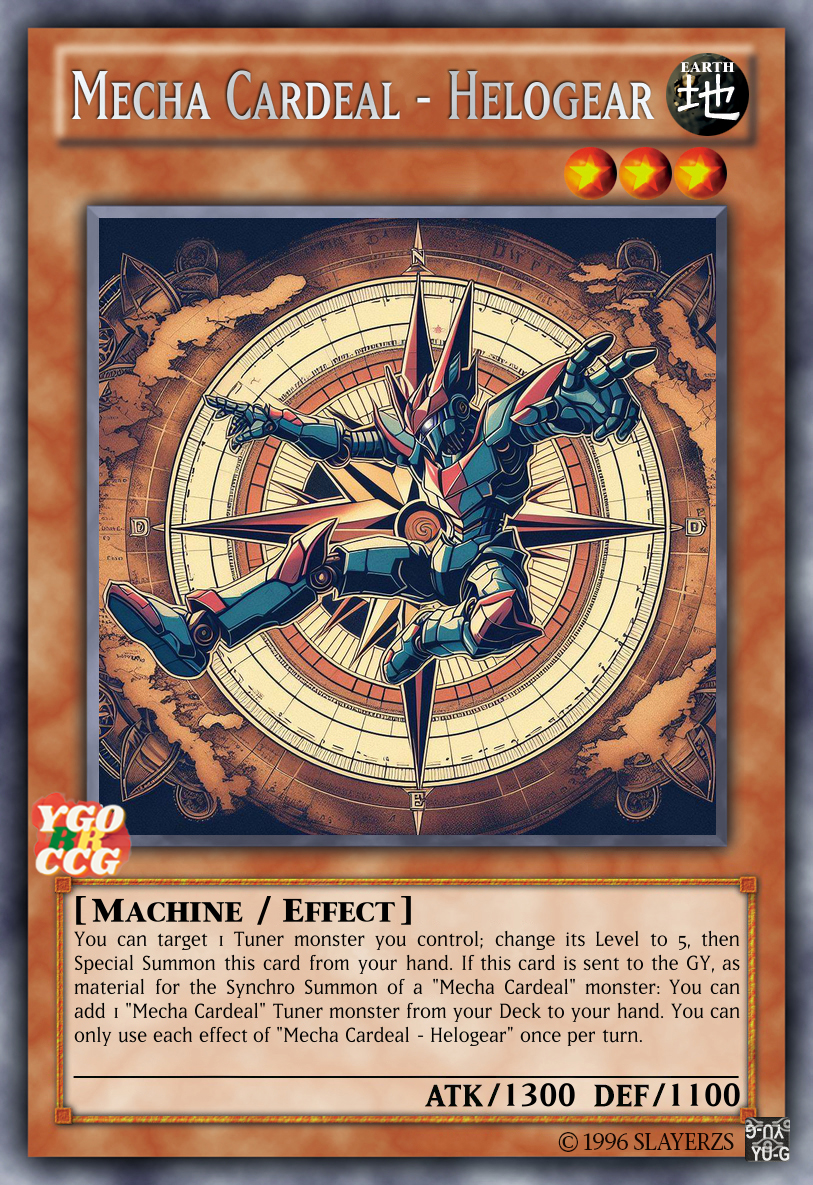 Mecha Cardeal - Helogear
EARTH
地
N
D
D
E
YGO
BR
CCG
[ Machine / Effect ]
You can target 1 Tuner monster you control; change its Level to 5, then
Special Summon this card from your hand. If this card is sent to the GY, as
material for the Synchro Summon of a "Mecha Cardeal" monster: You can
add 1 "Mecha Cardeal" Tuner monster from your Deck to your hand. You can
only use each effect of "Mecha Cardeal - Helogear" once per turn.
ATK/1300 DEF/1100
© 1996 SLAYERZS
YU-G